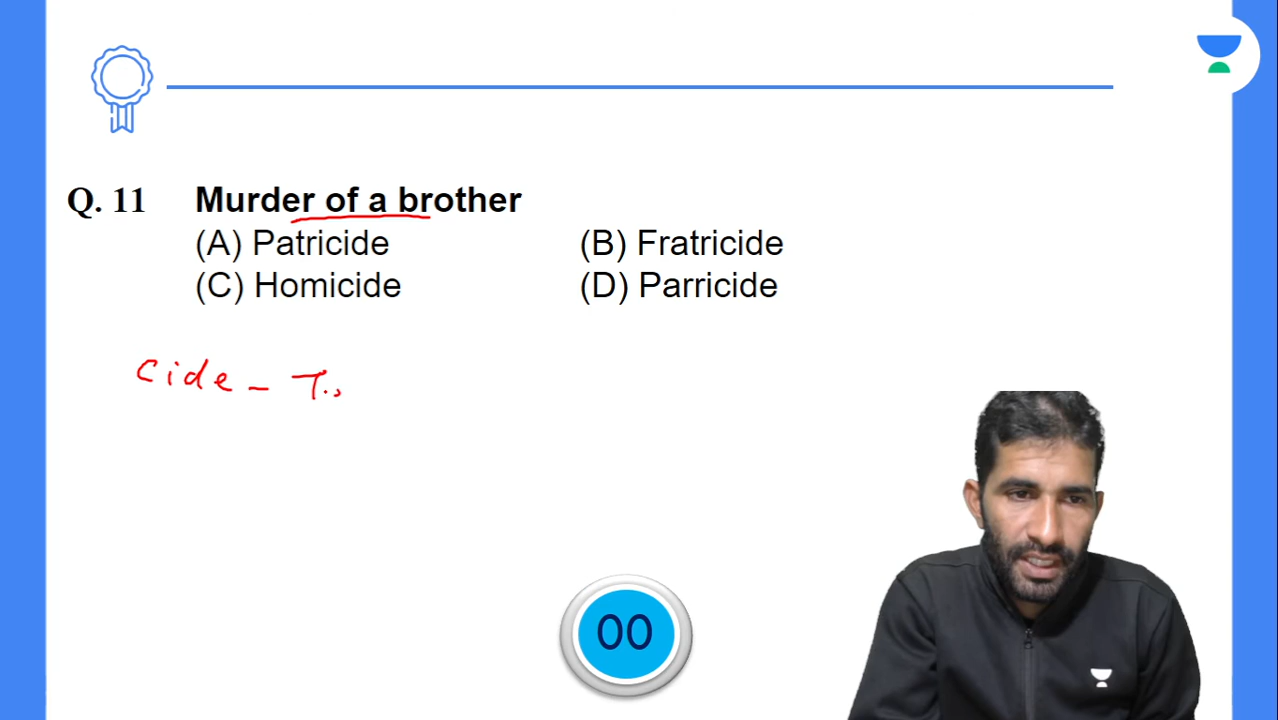 Q. 11 Murder of a brother
(A) Patricide (B) Fratricide
(C) Homicide (D) Parricide
Cide -
00